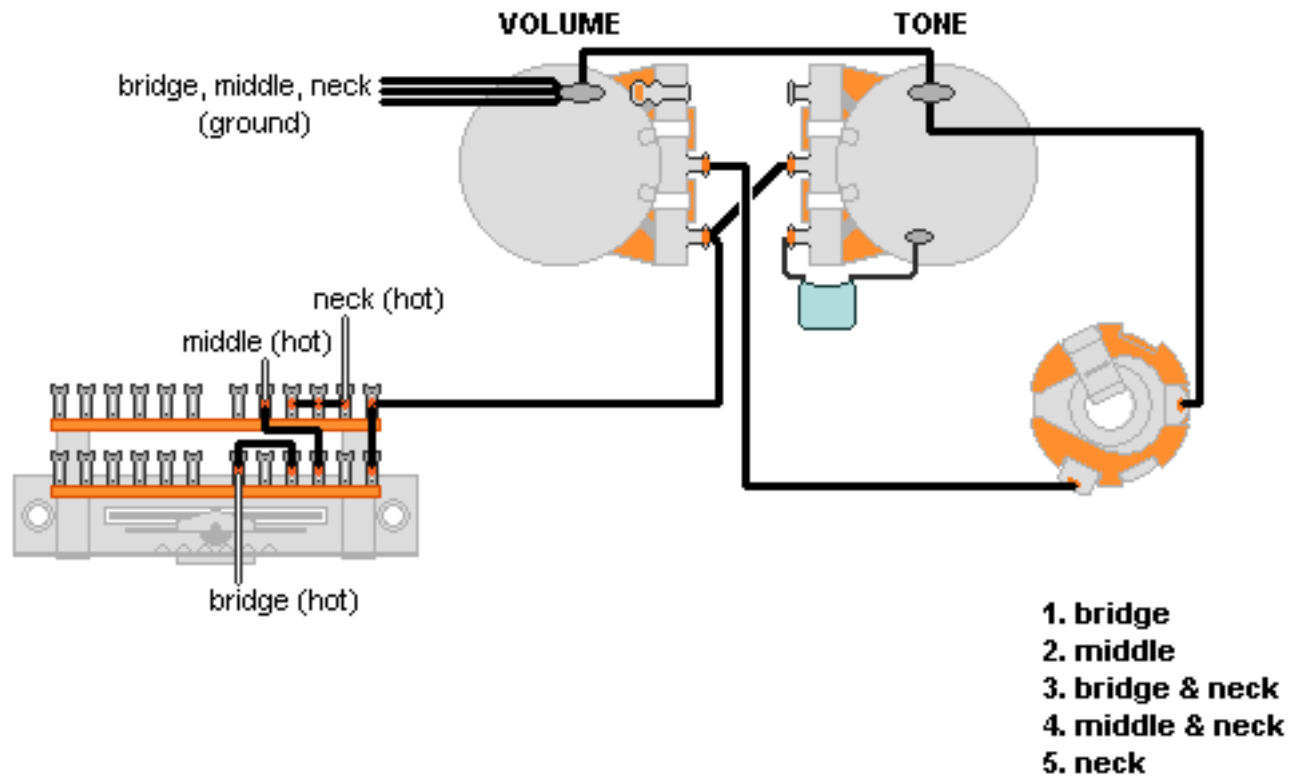 VOLUME
TONE
bridge, middle, neck
(ground)
neck (hot)
middle (hot)
bridge (hot)
1. bridge
2. middle
3. bridge & neck
4. middle & neck
5. neck